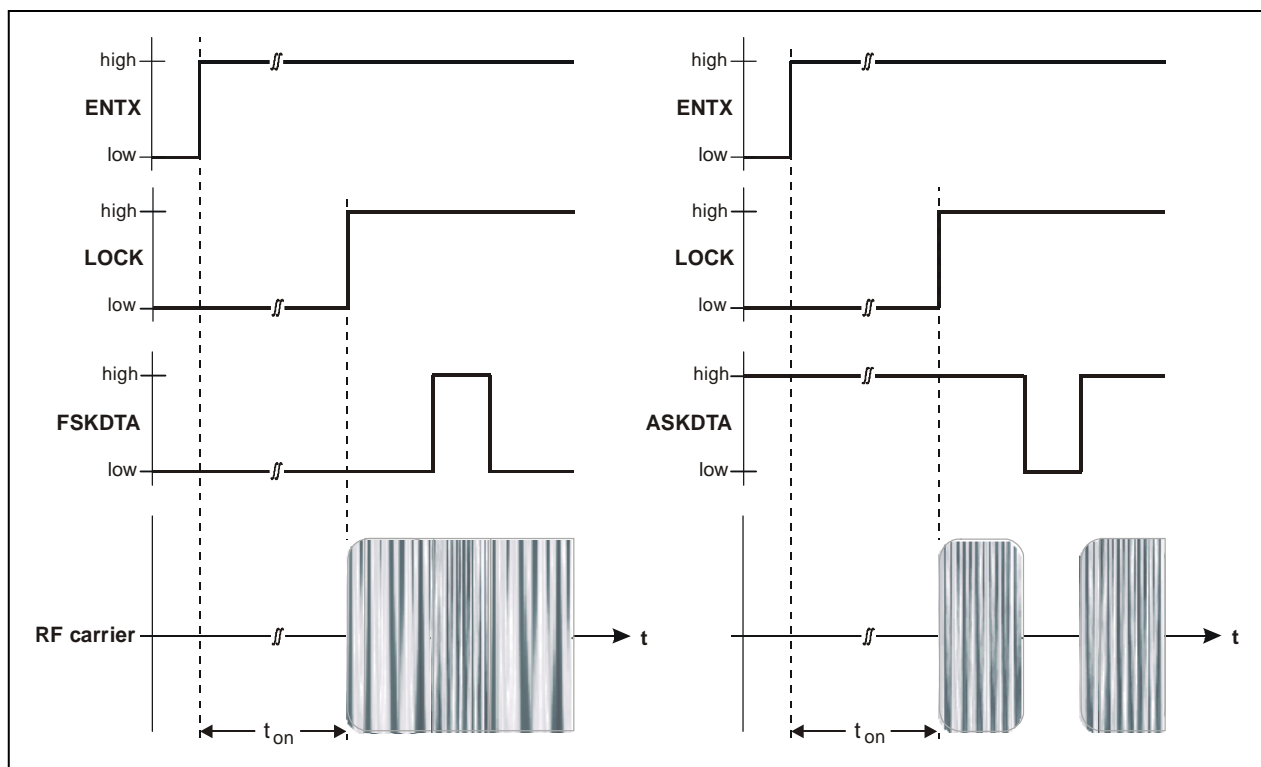 high
ENTX
low
high
LOCK
low
high
FSKDTA
low
RF carrier
t
t on
high
ENTX
low
high
LOCK
low
high
ASKDTA
low
t
t on